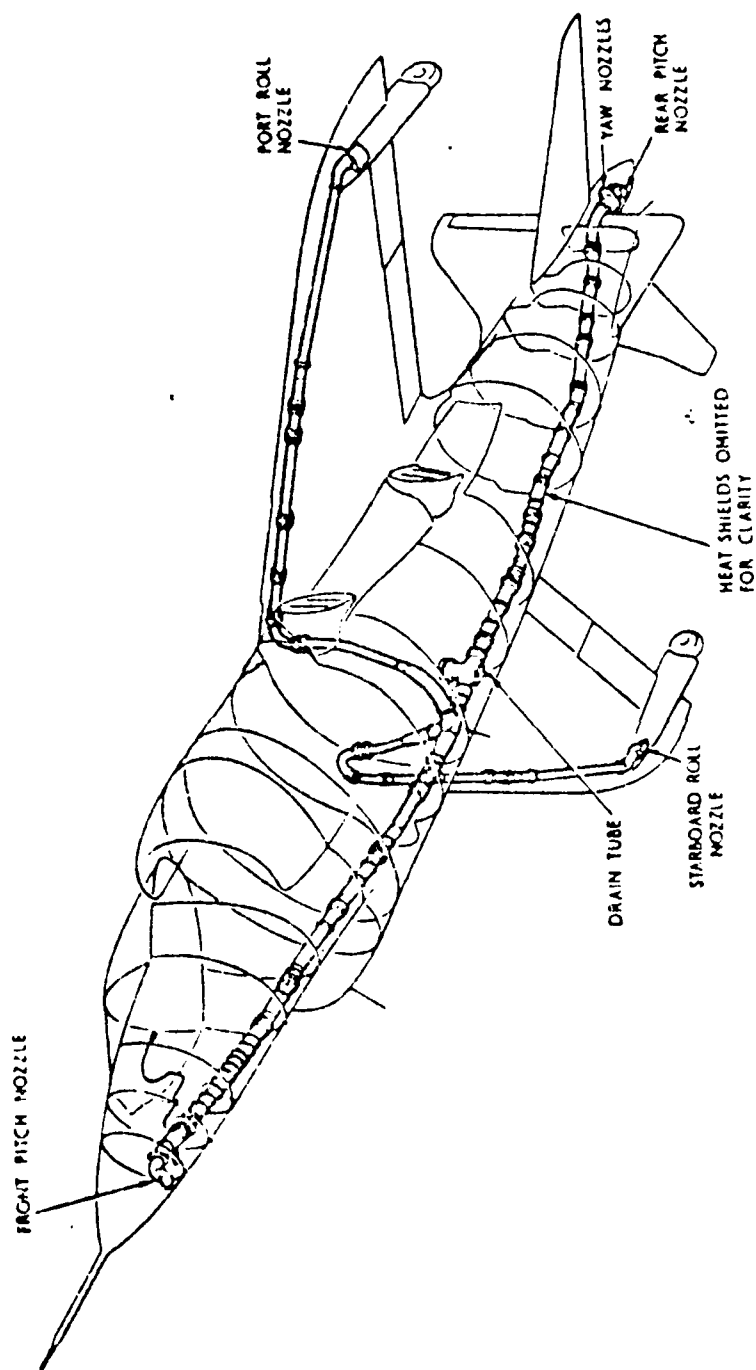 FRONT PITCH NOZZLE
PORT ROLL
NOZZLE
YAW NOZZLES
REAR PITCH
NOZZLE
HEAT SHIELDS OMITTED
FOR CLARITY
DRAIN TUBE
STARBOARD ROLL
NOZZLE